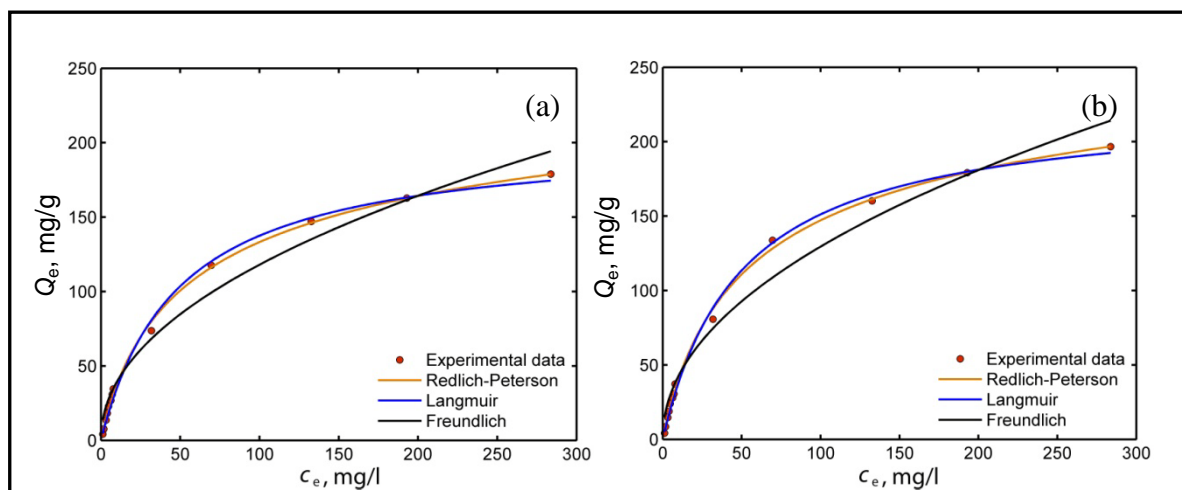 (a)
250
200
150
100
50
0
Qe, mg/g
0 50 100 150 200 250 300
ce, mg/l
Experimental data
Redlich-Peterson
Langmuir
Freundlich
(b)
250
200
150
100
50
0
Qe, mg/g
0 50 100 150 200 250 300
ce, mg/l
Experimental data
Redlich-Peterson
Langmuir
Freundlich